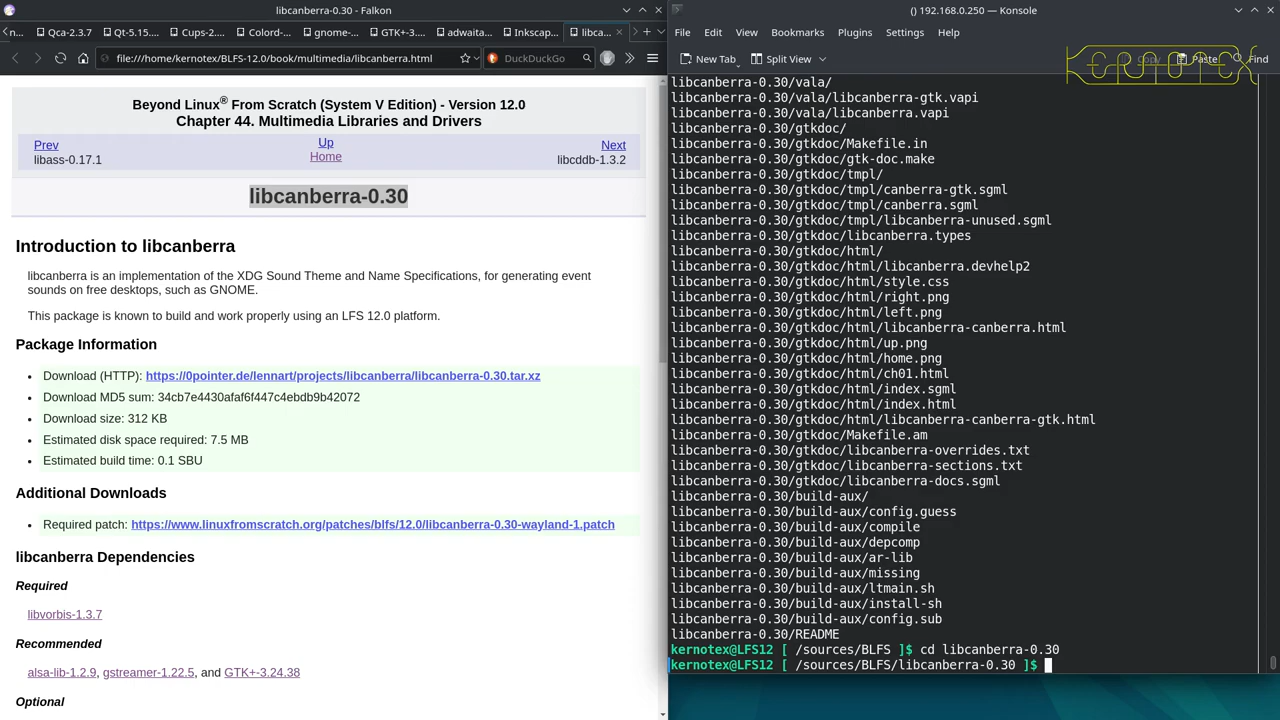 libcanberra-0.30 - Falkon
n...
Qca-2.3.7
Qt-5.15....
Cups-2....
Colord-...
gnome-...
GTK+-3....
adwaita...
Inkscap...
libca...
file:///home/kernotex/BLFS-12.0/book/multimedia/libcanberra.html
DuckDuckGo
Beyond Linux® From Scratch (System V Edition) - Version 12.0
Chapter 44. Multimedia Libraries and Drivers
Prev Up Next
libass-0.17.1 Home libcddb-1.3.2
libcanberra-0.30
Introduction to libcanberra
libcanberra is an implementation of the XDG Sound Theme and Name Specifications, for generating event
sounds on free desktops, such as GNOME.
This package is known to build and work properly using an LFS 12.0 platform.
Package Information
• Download (HTTP): https://0pointer.de/lennart/projects/libcanberra/libcanberra-0.30.tar.xz
• Download MD5 sum: 34cb7e4430afaf6f447c4ebdb9b42072
• Download size: 312 KB
• Estimated disk space required: 7.5 MB
• Estimated build time: 0.1 SBU
Additional Downloads
• Required patch: https://www.linuxfromscratch.org/patches/blfs/12.0/libcanberra-0.30-wayland-1.patch
libcanberra Dependencies
Required
libvorbis-1.3.7
Recommended
alsa-lib-1.2.9, gstreamer-1.22.5, and GTK+-3.24.38
Optional
() 192.168.0.250 — Konsole
File Edit View Bookmarks Plugins Settings Help
New Tab Split View Copy Paste Find
KERNOTEX
libcanberra-0.30/vala/
libcanberra-0.30/vala/libcanberra-gtk.vapi
libcanberra-0.30/vala/libcanberra.vapi
libcanberra-0.30/gtkdoc/
libcanberra-0.30/gtkdoc/Makefile.in
libcanberra-0.30/gtkdoc/gtk-doc.make
libcanberra-0.30/gtkdoc/tmpl/
libcanberra-0.30/gtkdoc/tmpl/canberra-gtk.sgml
libcanberra-0.30/gtkdoc/tmpl/canberra.sgml
libcanberra-0.30/gtkdoc/tmpl/libcanberra-unused.sgml
libcanberra-0.30/gtkdoc/libcanberra.types
libcanberra-0.30/gtkdoc/html/
libcanberra-0.30/gtkdoc/html/libcanberra.devhelp2
libcanberra-0.30/gtkdoc/html/style.css
libcanberra-0.30/gtkdoc/html/right.png
libcanberra-0.30/gtkdoc/html/left.png
libcanberra-0.30/gtkdoc/html/libcanberra-canberra.html
libcanberra-0.30/gtkdoc/html/up.png
libcanberra-0.30/gtkdoc/html/home.png
libcanberra-0.30/gtkdoc/html/ch01.html
libcanberra-0.30/gtkdoc/html/index.sgml
libcanberra-0.30/gtkdoc/html/index.html
libcanberra-0.30/gtkdoc/html/libcanberra-canberra-gtk.html
libcanberra-0.30/gtkdoc/Makefile.am
libcanberra-0.30/gtkdoc/libcanberra-overrides.txt
libcanberra-0.30/gtkdoc/libcanberra-sections.txt
libcanberra-0.30/gtkdoc/libcanberra-docs.sgml
libcanberra-0.30/build-aux/
libcanberra-0.30/build-aux/config.guess
libcanberra-0.30/build-aux/compile
libcanberra-0.30/build-aux/depcomp
libcanberra-0.30/build-aux/ar-lib
libcanberra-0.30/build-aux/missing
libcanberra-0.30/build-aux/ltmain.sh
libcanberra-0.30/build-aux/install-sh
libcanberra-0.30/build-aux/config.sub
libcanberra-0.30/README
kernotex@LFS12 [ /sources/BLFS ]$ cd libcanberra-0.30
kernotex@LFS12 [ /sources/BLFS/libcanberra-0.30 ]$